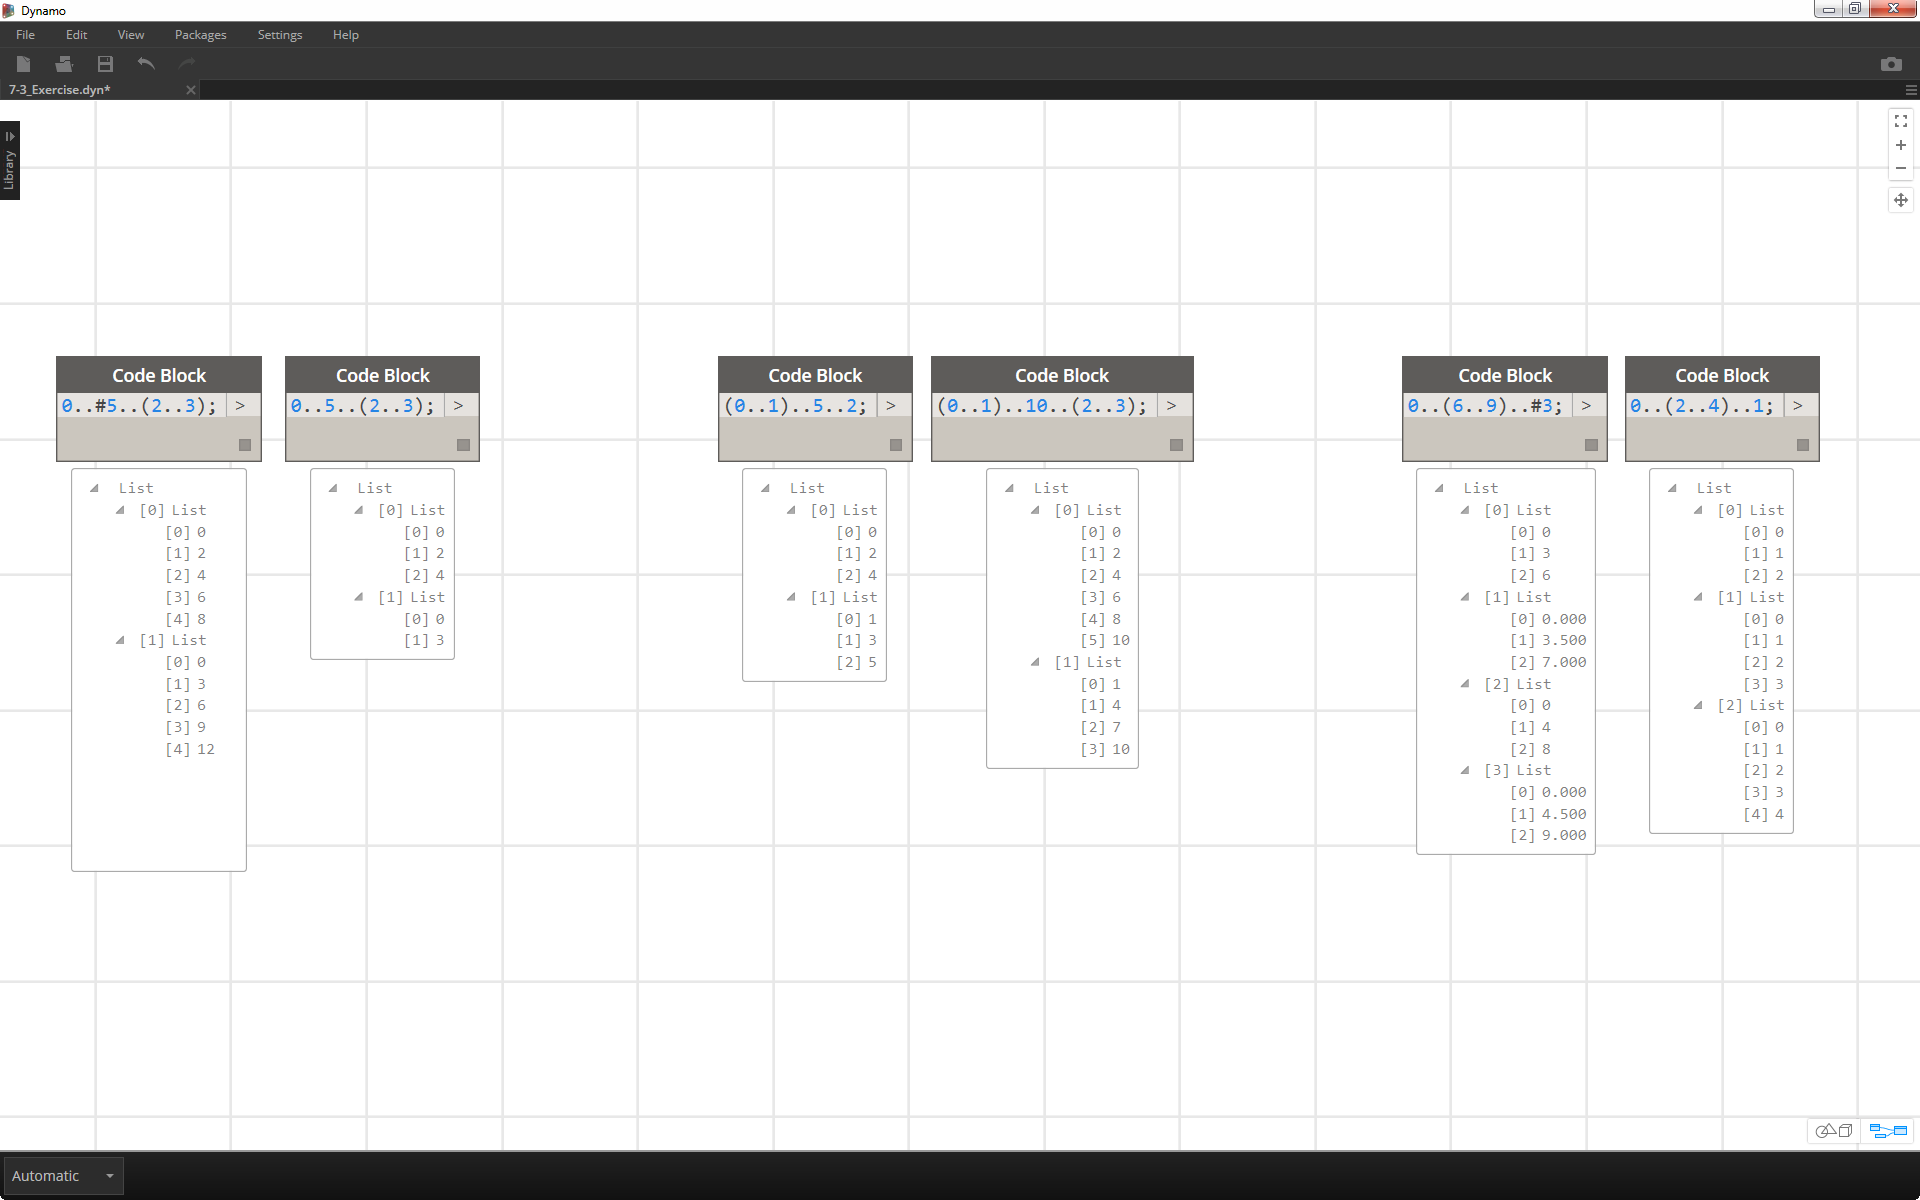 Dynamo
File Edit View Packages Settings Help
7-3_Exercise.dyn*
Library
Code Block
0..#5..(2..3); >
List
[0] List
[0] 0
[1] 2
[2] 4
[3] 6
[4] 8
[1] List
[0] 0
[1] 3
[2] 6
[3] 9
[4] 12
Code Block
0..5..(2..3); >
List
[0] List
[0] 0
[1] 2
[2] 4
[1] List
[0] 0
[1] 3
Code Block
(0..1)..5..2; >
List
[0] List
[0] 0
[1] 2
[2] 4
[1] List
[0] 1
[1] 3
[2] 5
Code Block
(0..1)..10..(2..3); >
List
[0] List
[0] 0
[1] 2
[2] 4
[3] 6
[4] 8
[5] 10
[1] List
[0] 1
[1] 4
[2] 7
[3] 10
Code Block
0..(6..9)..#3; >
List
[0] List
[0] 0
[1] 3
[2] 6
[1] List
[0] 0.000
[1] 3.500
[2] 7.000
[2] List
[0] 0
[1] 4
[2] 8
[3] List
[0] 0.000
[1] 4.500
[2] 9.000
Code Block
0..(2..4)..1; >
List
[0] List
[0] 0
[1] 1
[2] 2
[1] List
[0] 0
[1] 1
[2] 2
[3] 3
[2] List
[0] 0
[1] 1
[2] 2
[3] 3
[4] 4
Automatic